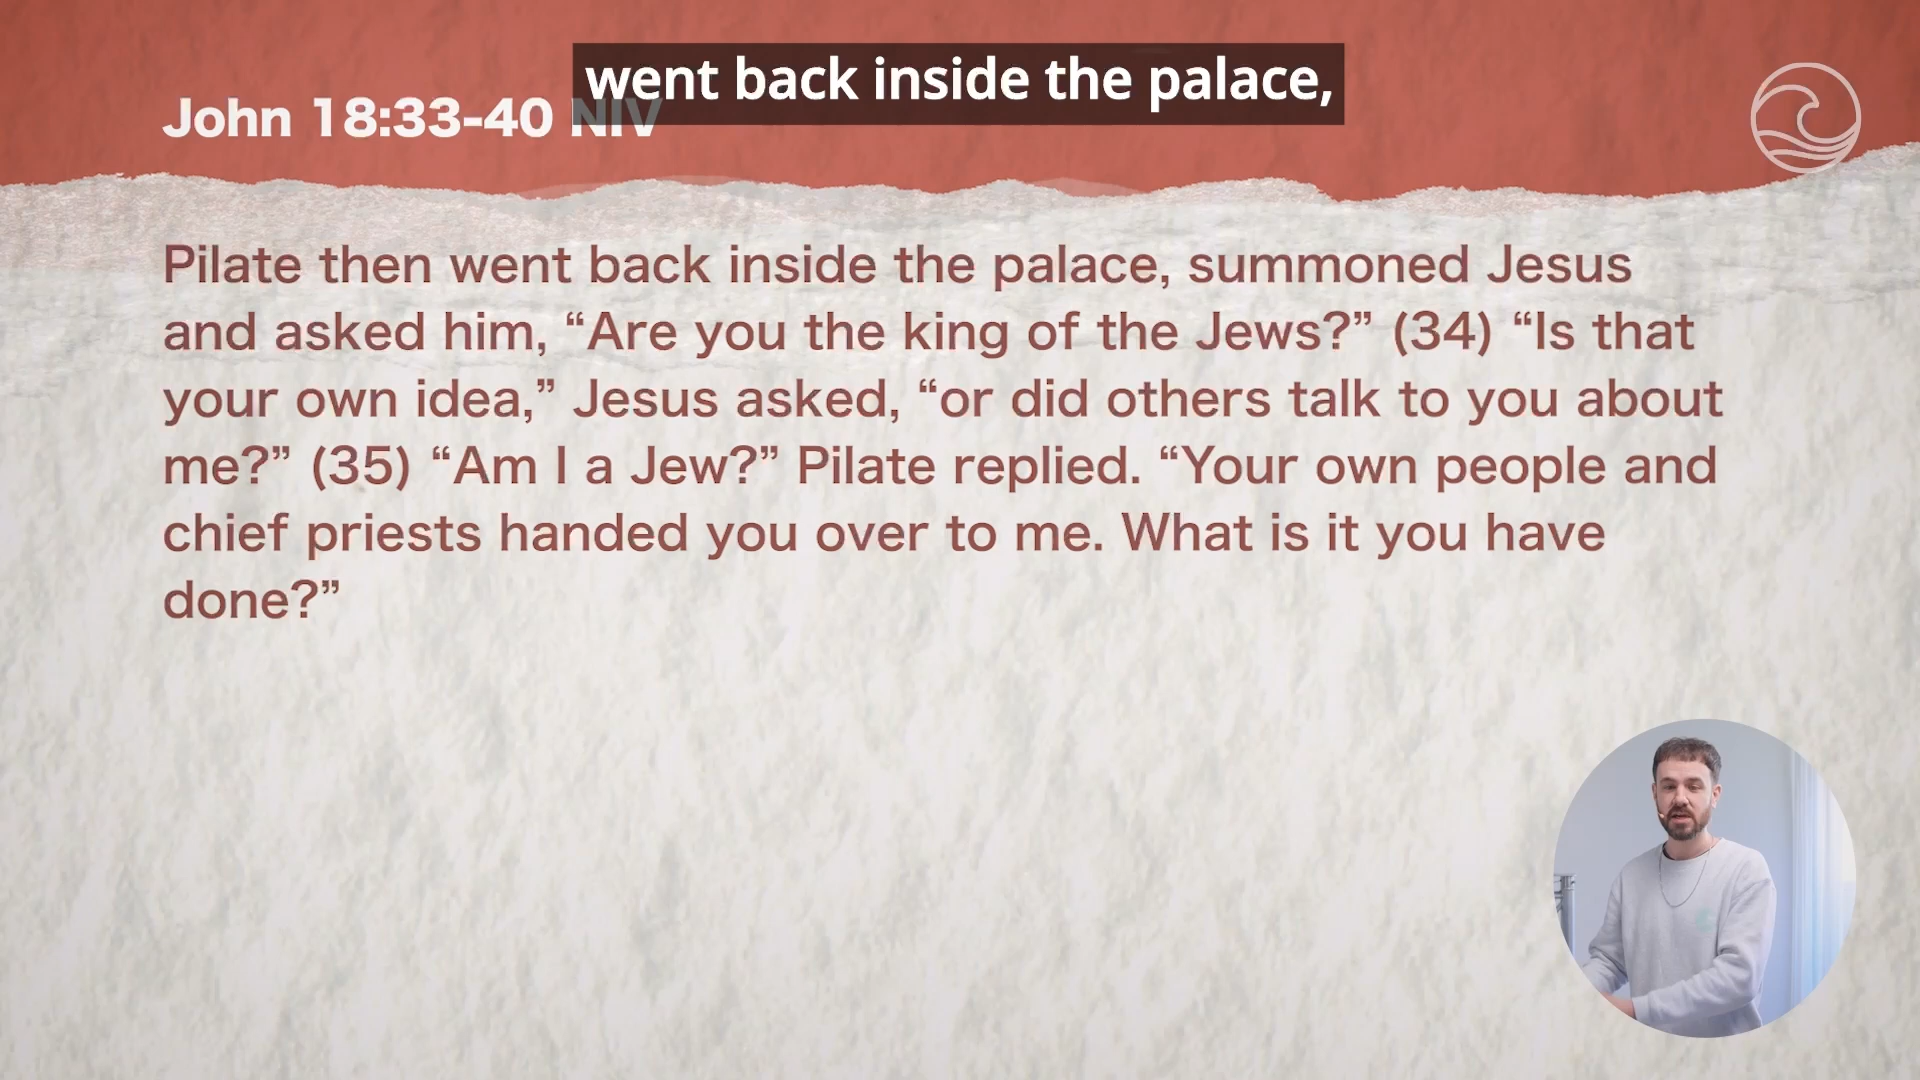 went back inside the palace,
John 18:33-40 NIV
Pilate then went back inside the palace, summoned Jesus
and asked him, “Are you the king of the Jews?” (34) “Is that
your own idea,” Jesus asked, “or did others talk to you about
me?” (35) “Am I a Jew?” Pilate replied. “Your own people and
chief priests handed you over to me. What is it you have
done?”